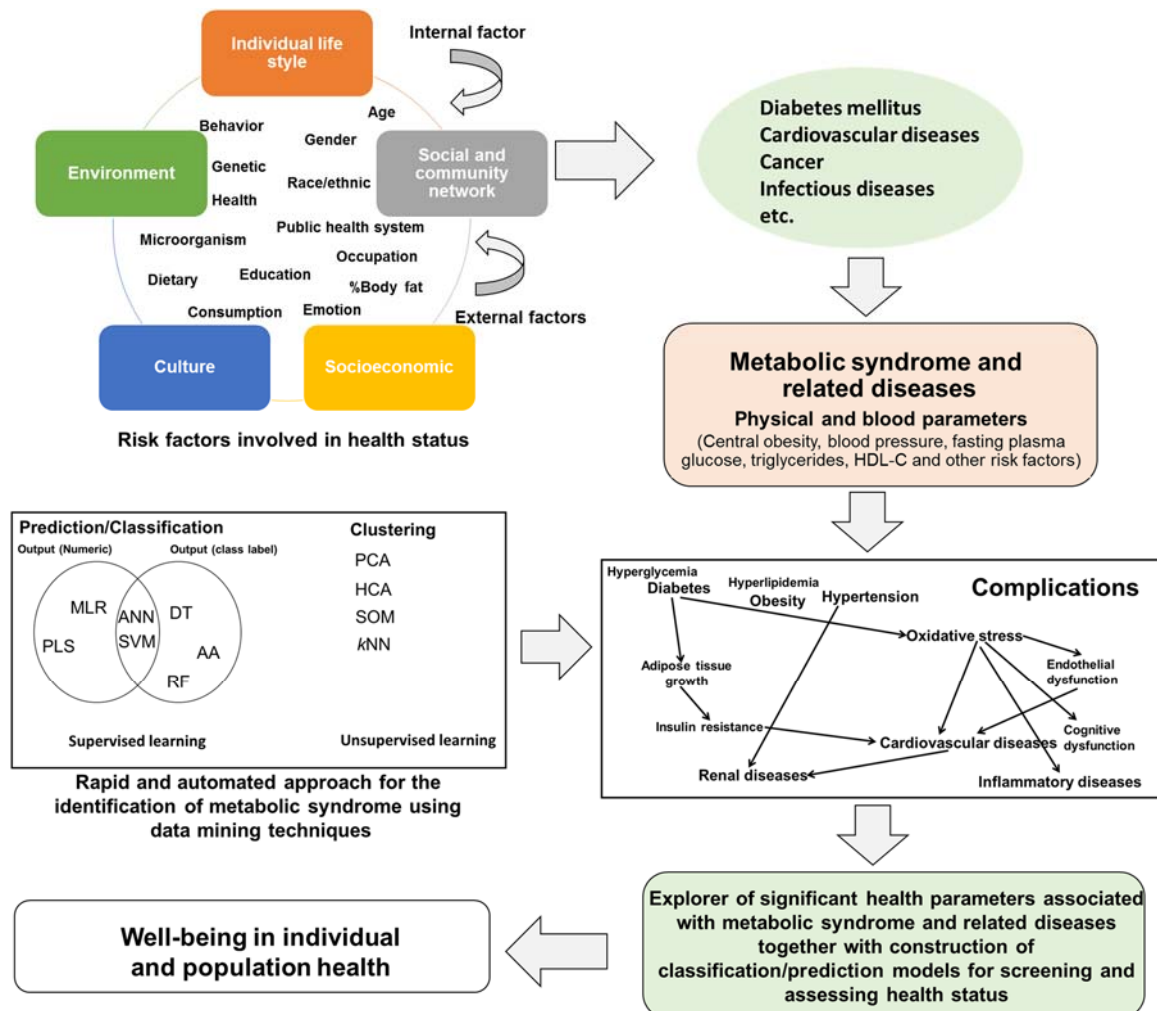 Individual life
style
Internal factor
Age
Behavior
Gender
Environment
Genetic
Race/ethnic
Social and
community
network
Health
Public health system
Microorganism
Occupation
Dietary
Education
%Body fat
Consumption
Emotion
External factors
Culture
Socioeconomic
Risk factors involved in health status
Diabetes mellitus
Cardiovascular diseases
Cancer
Infectious diseases
etc.
Metabolic syndrome and
related diseases
Physical and blood parameters
(Central obesity, blood pressure, fasting plasma
glucose, triglycerides, HDL-C and other risk factors)
Prediction/Classification
Output (Numeric)
Output (class label)
MLR
PLS
ANN
SVM
DT
AA
RF
Supervised learning
Clustering
PCA
HCA
SOM
kNN
Unsupervised learning
Rapid and automated approach for the
identification of metabolic syndrome using
data mining techniques
Complications
Hyperglycemia
Diabetes
Hyperlipidemia
Obesity
Hypertension
Oxidative stress
Adipose tissue
growth
Endothelial
dysfunction
Insulin resistance
Cardiovascular diseases
Cognitive
dysfunction
Renal diseases
Inflammatory diseases
Explorer of significant health parameters associated
with metabolic syndrome and related diseases
together with construction of
classification/prediction models for screening and
assessing health status
Well-being in individual
and population health